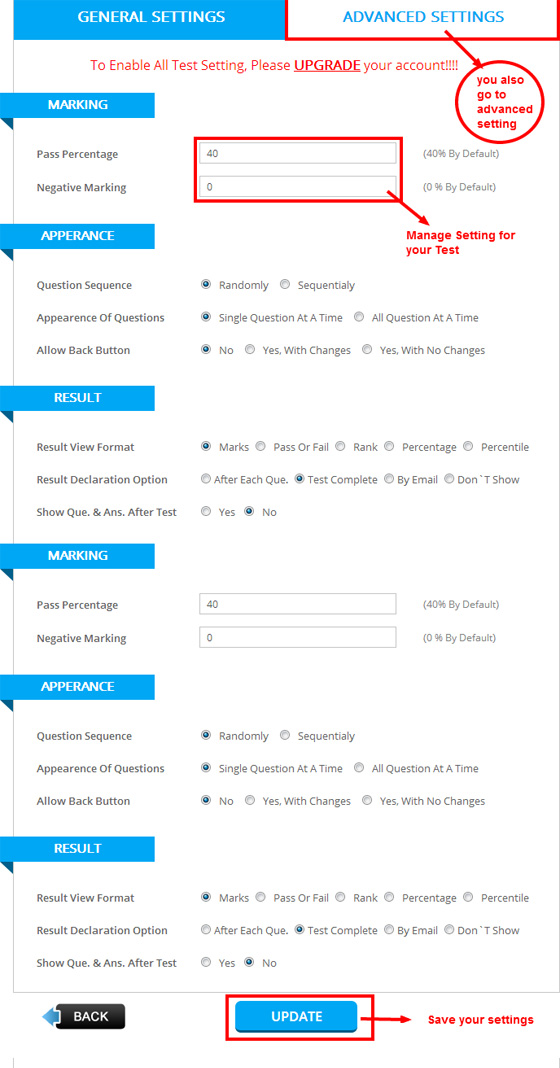 GENERAL SETTINGS ADVANCED SETTINGS
To Enable All Test Setting, Please UPGRADE your account!!!!
you also
go to
advanced
setting
MARKING
Pass Percentage 40 (40% By Default)
Negative Marking 0 (0 % By Default)
Manage Setting for
your Test
APPERANCE
Question Sequence Randomly Sequentialy
Appearence Of Questions Single Question At A Time All Question At A Time
Allow Back Button No Yes, With Changes Yes, With No Changes
RESULT
Result View Format Marks Pass Or Fail Rank Percentage Percentile
Result Declaration Option After Each Que. Test Complete By Email Don`T Show
Show Que. & Ans. After Test Yes No
MARKING
Pass Percentage 40 (40% By Default)
Negative Marking 0 (0 % By Default)
APPERANCE
Question Sequence Randomly Sequentialy
Appearence Of Questions Single Question At A Time All Question At A Time
Allow Back Button No Yes, With Changes Yes, With No Changes
RESULT
Result View Format Marks Pass Or Fail Rank Percentage Percentile
Result Declaration Option After Each Que. Test Complete By Email Don`T Show
Show Que. & Ans. After Test Yes No
BACK UPDATE Save your settings